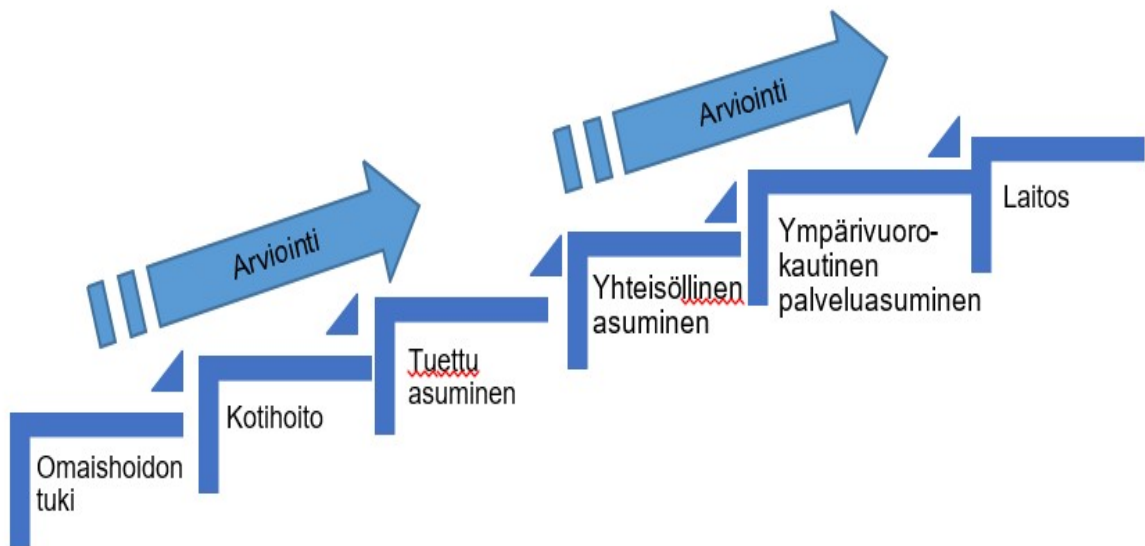 Arviointi
Arviointi
Omaishoidon
tuki
Kotihoito
Tuettu
asuminen
Yhteisöllinen
asuminen
Ympärivuoro-
kautinen
palveluasuminen
Laitos